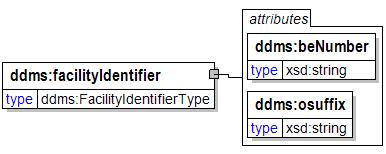 attributes
ddms:facilityIdentifier
type ddms:FacilityIdentifierType
ddms:beNumber
type xsd:string
ddms:osuffix
type xsd:string